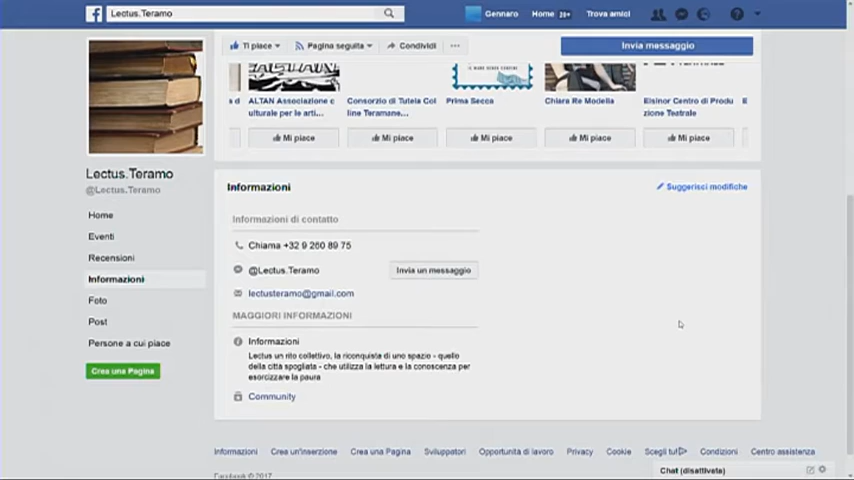 Lectus.Teramo
Gennaro
Home 20+
Trova amici
Ti piace
Pagina seguita
Condividi
Invia messaggio
ALTAN Associazione c
ulturale per le arti...
Consorzio di Tutela Col
line Teramane...
Prima Secca
Chiara Re Modella
Elsinor Centro di Produ
zione Teatrale
Mi piace
Mi piace
Mi piace
Mi piace
Mi piace
Lectus.Teramo
@Lectus.Teramo
Home
Eventi
Recensioni
Informazioni
Foto
Post
Persone a cui piace
Crea una Pagina
Informazioni
Suggerisci modifiche
Informazioni di contatto
Chiama +32 9 260 89 75
@Lectus.Teramo
Invia un messaggio
lectusteramo@gmail.com
MAGGIORI INFORMAZIONI
Informazioni
Lectus un rito collettivo, la riconquista di uno spazio - quello
della città spogliata - che utilizza la lettura e la conoscenza per
esorcizzare la paura
Community
Informazioni
Crea un'inserzione
Crea una Pagina
Sviluppatori
Opportunità di lavoro
Privacy
Cookie
Scegli tu!
Condizioni
Centro assistenza
Facebook © 2017
Chat (disattivata)